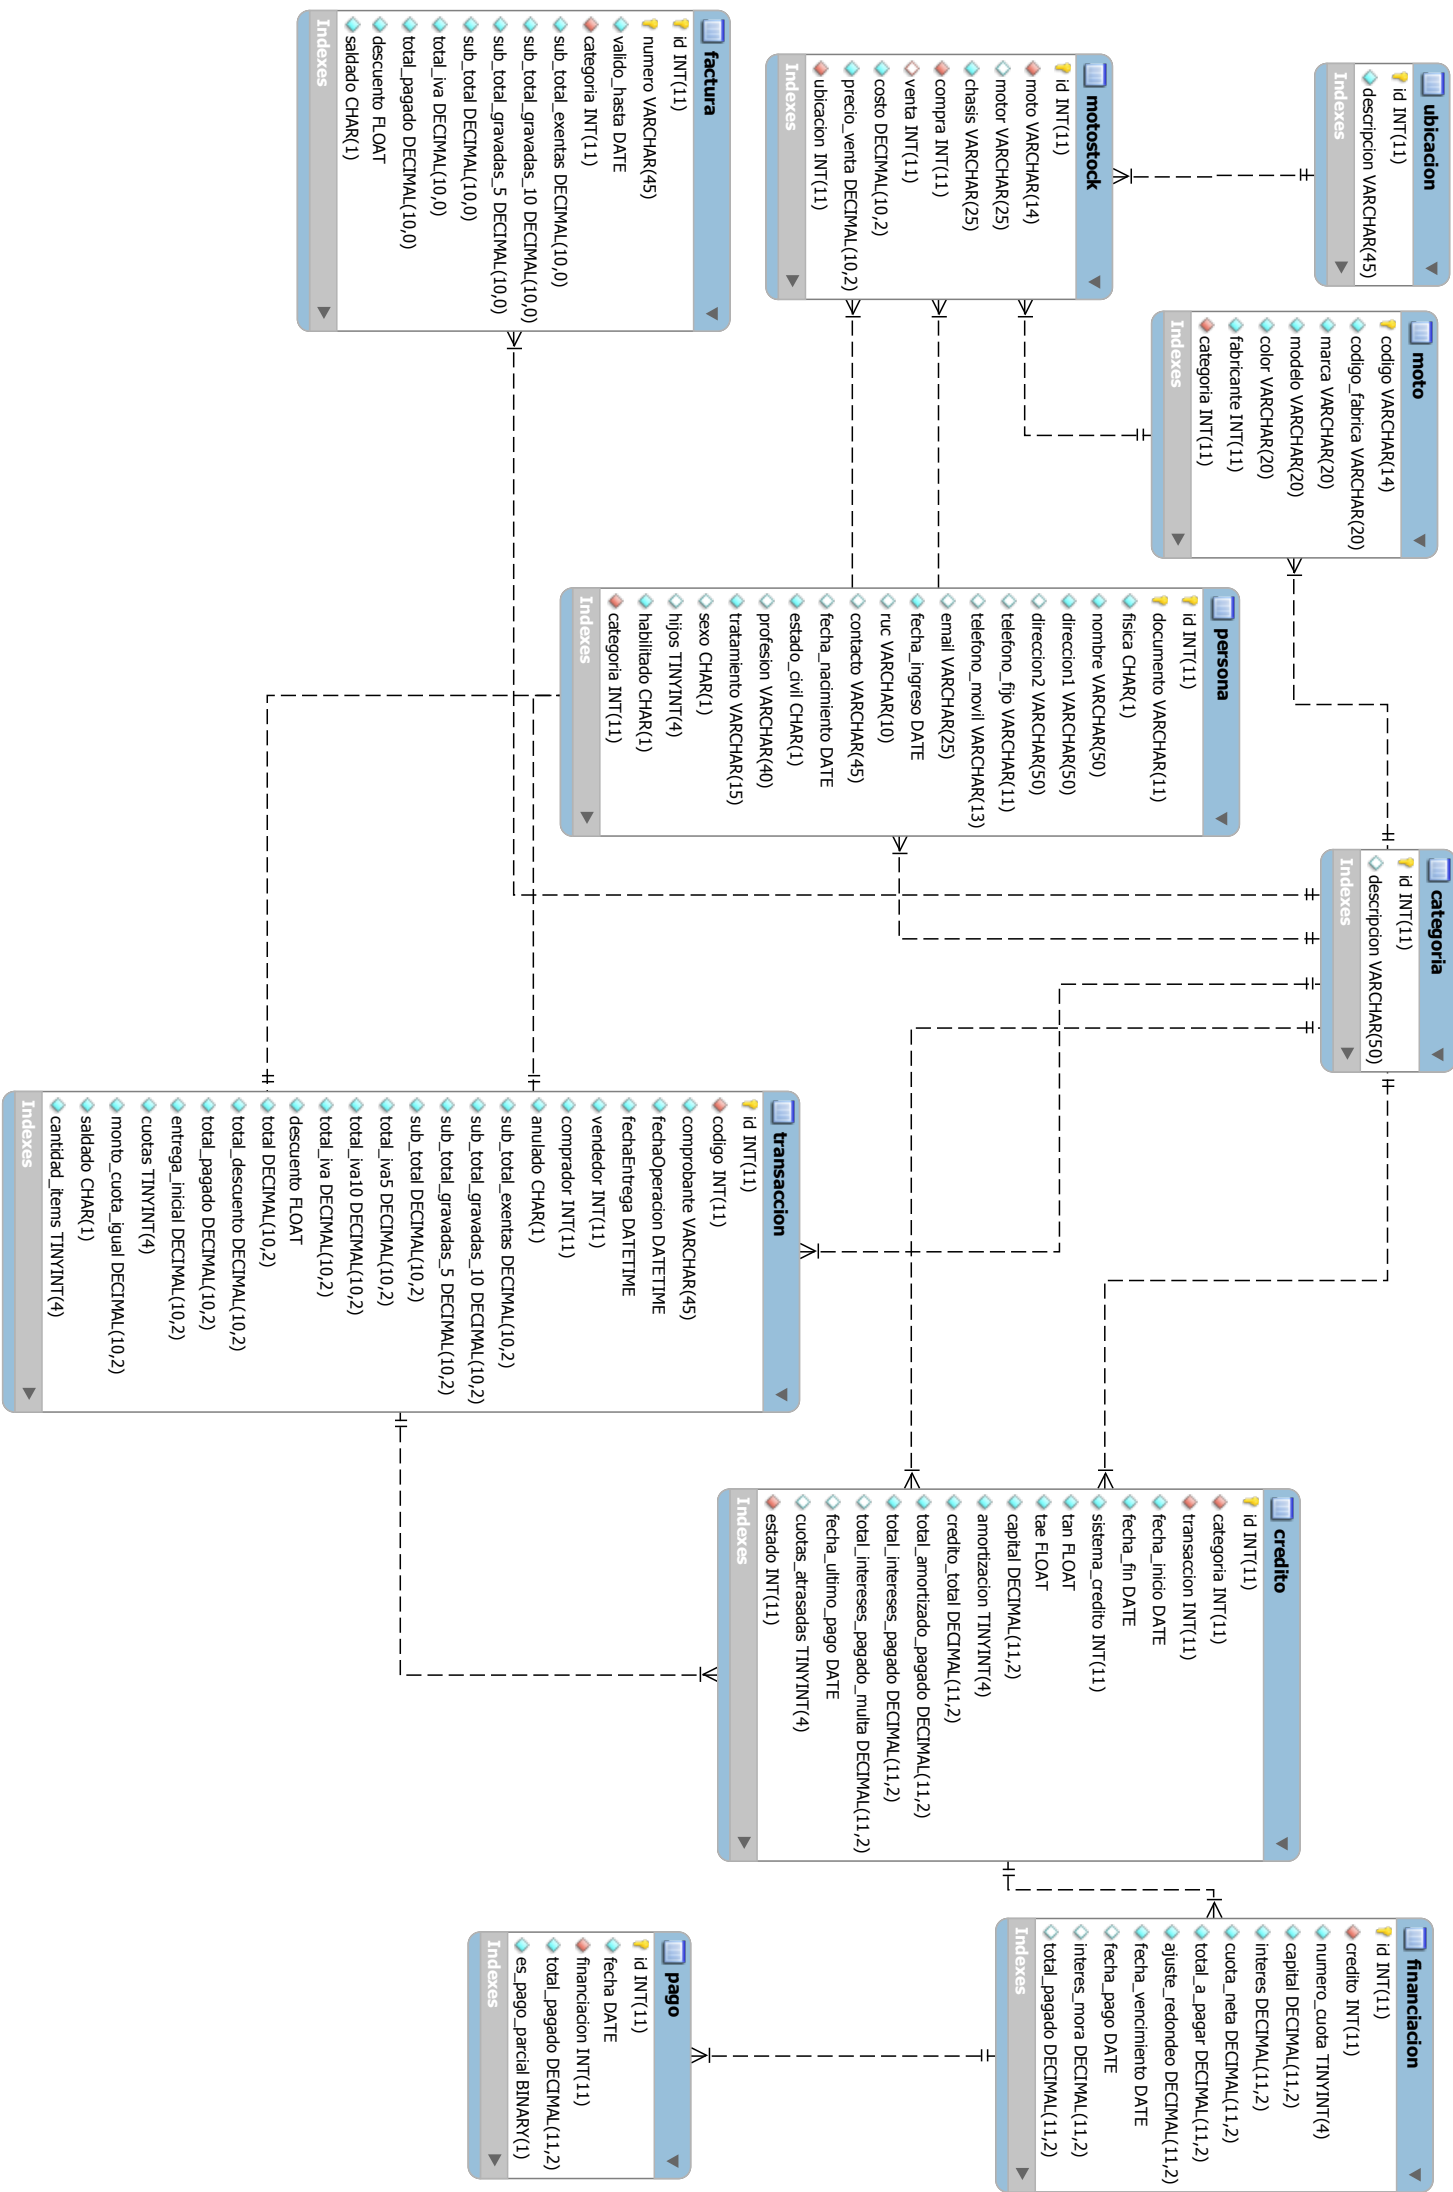 ubicacion
id INT(11)
descripcion VARCHAR(45)
Indexes
moto
codigo VARCHAR(14)
codigo_fabrica VARCHAR(20)
marca VARCHAR(20)
modelo VARCHAR(20)
color VARCHAR(20)
fabricante INT(11)
categoria INT(11)
Indexes
categoria
id INT(11)
descripcion VARCHAR(50)
Indexes
financiacion
id INT(11)
credito INT(11)
numero_cuota TINYINT(4)
capital DECIMAL(11,2)
interes DECIMAL(11,2)
cuota_neta DECIMAL(11,2)
total_a_pagar DECIMAL(11,2)
ajuste_redondeo DECIMAL(11,2)
fecha_vencimiento DATE
fecha_pago DATE
interes_mora DECIMAL(11,2)
total_pagado DECIMAL(11,2)
Indexes
motostock
id INT(11)
moto VARCHAR(14)
motor VARCHAR(25)
chasis VARCHAR(25)
compra INT(11)
venta INT(11)
costo DECIMAL(10,2)
precio_venta DECIMAL(10,2)
ubicacion INT(11)
Indexes
persona
id INT(11)
documento VARCHAR(11)
fisica CHAR(1)
nombre VARCHAR(50)
direccion1 VARCHAR(50)
direccion2 VARCHAR(50)
telefono_fijo VARCHAR(11)
telefono_movil VARCHAR(13)
email VARCHAR(25)
fecha_ingreso DATE
ruc VARCHAR(10)
contacto VARCHAR(45)
fecha_nacimiento DATE
estado_civil CHAR(1)
profesion VARCHAR(40)
tratamiento VARCHAR(15)
sexo CHAR(1)
hijos TINYINT(4)
habilitado CHAR(1)
categoria INT(11)
Indexes
credito
id INT(11)
categoria INT(11)
transaccion INT(11)
fecha_inicio DATE
fecha_fin DATE
sistema_credito INT(11)
tan FLOAT
tae FLOAT
capital DECIMAL(11,2)
amortizacion TINYINT(4)
credito_total DECIMAL(11,2)
total_amortizado_pagado DECIMAL(11,2)
total_intereses_pagado DECIMAL(11,2)
total_intereses_pagado_multa DECIMAL(11,2)
fecha_ultimo_pago DATE
cuotas_atrasadas TINYINT(4)
estado INT(11)
Indexes
factura
id INT(11)
numero VARCHAR(45)
valido_hasta DATE
categoria INT(11)
sub_total_exentas DECIMAL(10,0)
sub_total_gravadas_10 DECIMAL(10,0)
sub_total_gravadas_5 DECIMAL(10,0)
sub_total DECIMAL(10,0)
total_iva DECIMAL(10,0)
total_pagado DECIMAL(10,0)
descuento FLOAT
saldado CHAR(1)
Indexes
transaccion
id INT(11)
codigo INT(11)
comprobante VARCHAR(45)
fechaOperacion DATETIME
fechaEntrega DATETIME
vendedor INT(11)
comprador INT(11)
anulado CHAR(1)
sub_total_exentas DECIMAL(10,2)
sub_total_gravadas_10 DECIMAL(10,2)
sub_total_gravadas_5 DECIMAL(10,2)
sub_total DECIMAL(10,2)
total_iva5 DECIMAL(10,2)
total_iva10 DECIMAL(10,2)
total_iva DECIMAL(10,2)
descuento FLOAT
total DECIMAL(10,2)
total_descuento DECIMAL(10,2)
total_pagado DECIMAL(10,2)
entrega_inicial DECIMAL(10,2)
cuotas TINYINT(4)
monto_cuota_igual DECIMAL(10,2)
saldado CHAR(1)
cantidad_items TINYINT(4)
Indexes
pago
id INT(11)
fecha DATE
financiacion INT(11)
total_pagado DECIMAL(11,2)
es_pago_parcial BINARY(1)
Indexes